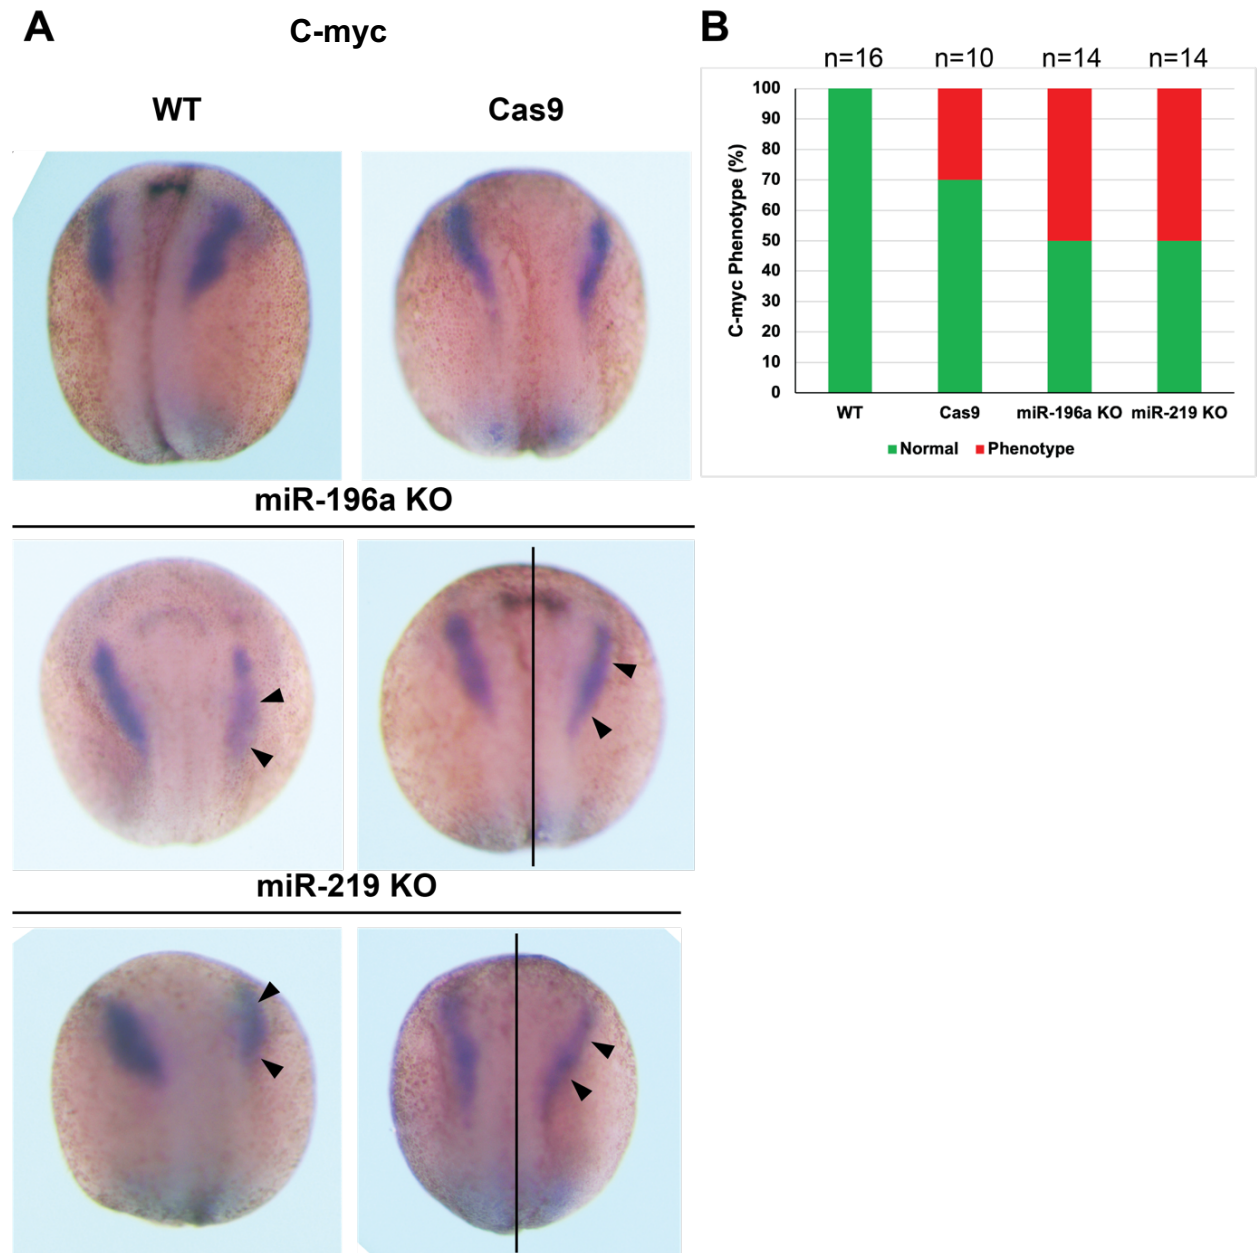 A
C-myc
WT
Cas9
miR-196a KO
miR-219 KO
B
n=16 n=10 n=14 n=14
C-myc Phenotype (%)
100
90
80
70
60
50
40
30
20
10
0
WT Cas9 miR-196a KO miR-219 KO
Normal Phenotype